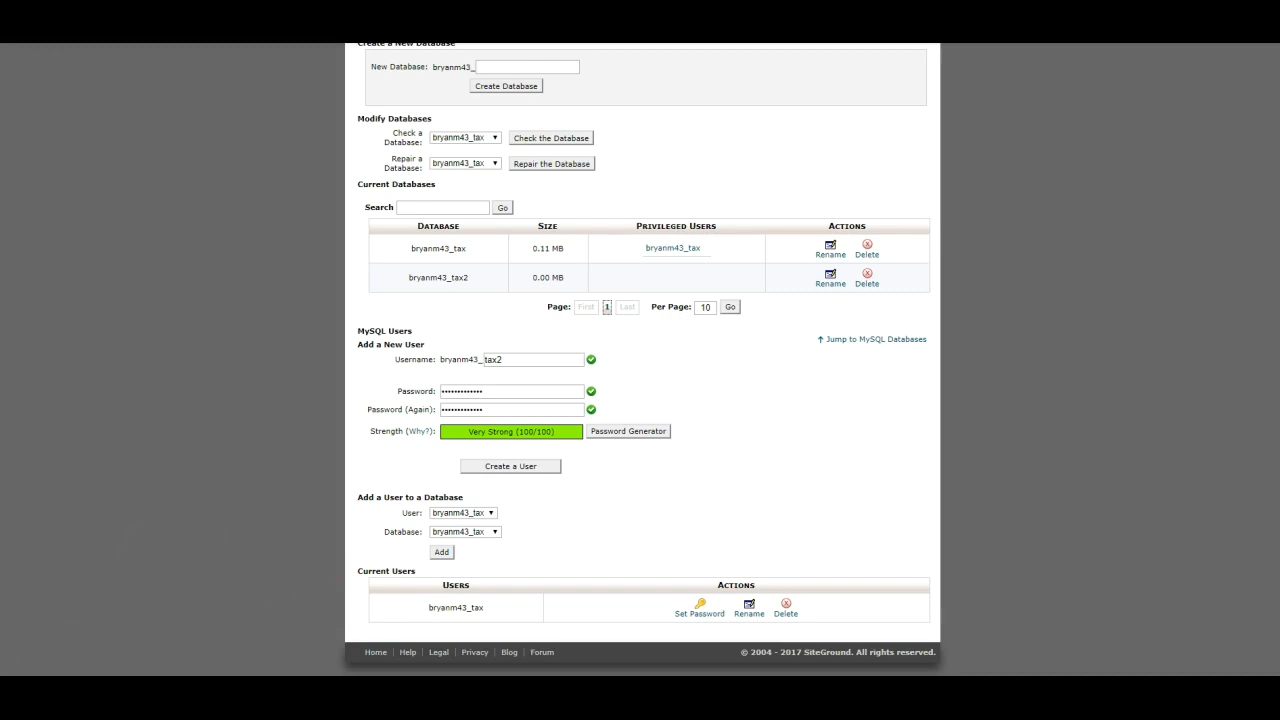 Create a New Database
New Database: bryanm43_
Create Database
Modify Databases
Check a Database: bryanm43_tax Check the Database
Repair a Database: bryanm43_tax Repair the Database
Current Databases
Search Go
DATABASE SIZE PRIVILEGED USERS ACTIONS
bryanm43_tax 0.11 MB bryanm43_tax Rename Delete
bryanm43_tax2 0.00 MB Rename Delete
Page: First 1 Last Per Page: 10 Go
MySQL Users
Jump to MySQL Databases
Add a New User
Username: bryanm43_ tax2
Password: •••••••••••••
Password (Again): •••••••••••••
Strength (Why?): Very Strong (100/100) Password Generator
Create a User
Add a User to a Database
User: bryanm43_tax
Database: bryanm43_tax
Add
Current Users
USERS ACTIONS
bryanm43_tax Set Password Rename Delete
Home Help Legal Privacy Blog Forum © 2004 - 2017 SiteGround. All rights reserved.